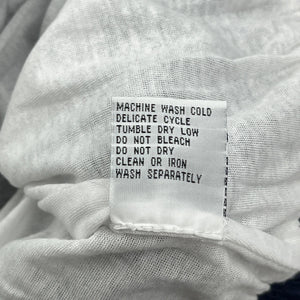 MACHINE WASH COLD
DELICATE CYCLE
TUMBLE DRY LOW
DO NOT BLEACH
DO NOT DRY
CLEAN OR IRON
WASH SEPARATELY